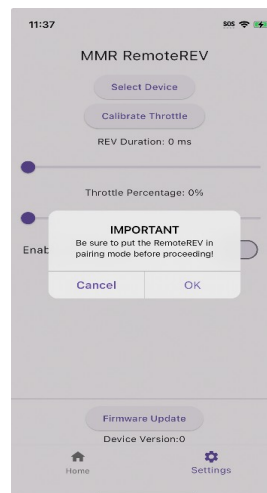 11:37
SOS
MMR RemoteREV
Select Device
Calibrate Throttle
REV Duration: 0 ms
Throttle Percentage: 0%
Enab
IMPORTANT
Be sure to put the RemoteREV in
pairing mode before proceeding!
Cancel OK
Firmware Update
Device Version:0
Home Settings